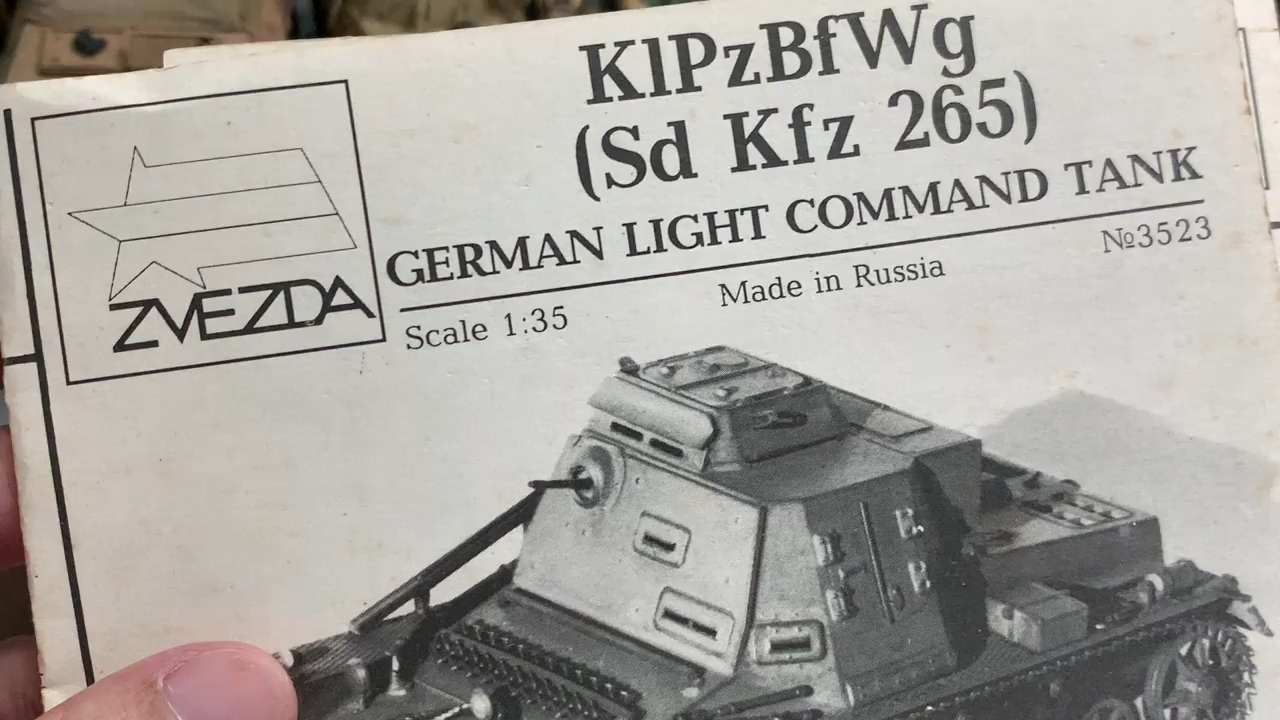 KlPzBfWg
(Sd Kfz 265)
GERMAN LIGHT COMMAND TANK
ZVEZDA
Scale 1:35
Made in Russia
№3523